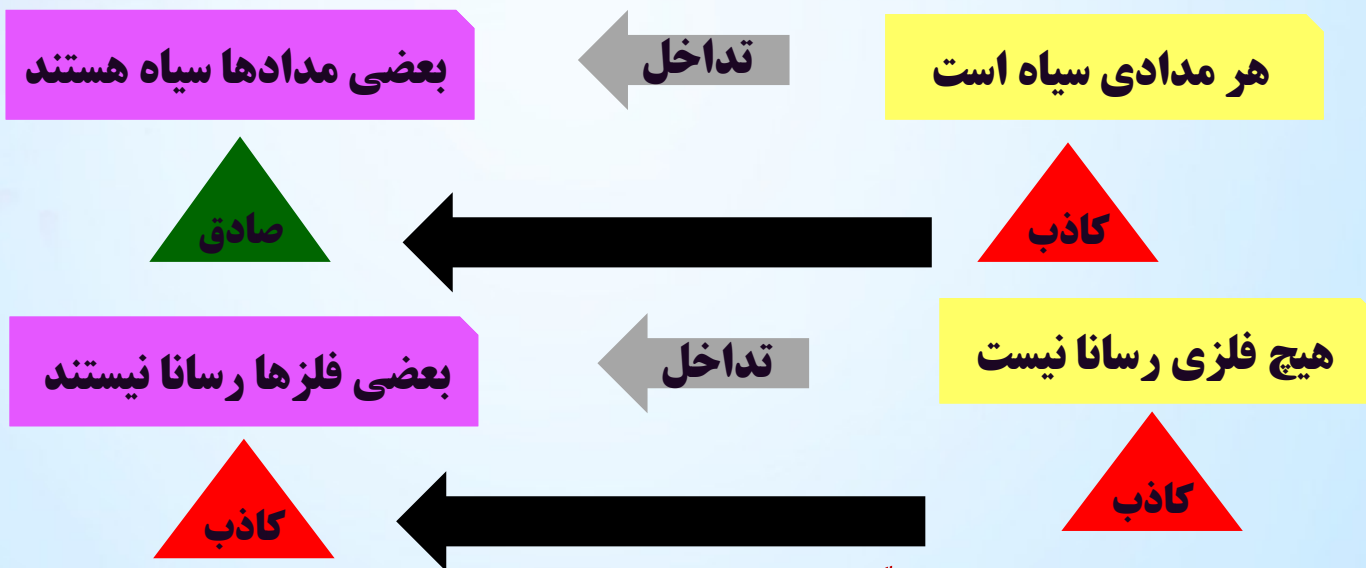 هر مدادی سیاه است
تداخل
بعضی مدادها سیاه هستند
کاذب
صادق
هیچ فلزی رسانا نیست
تداخل
بعضی فلزها رسانا نیستند
کاذب
کاذب